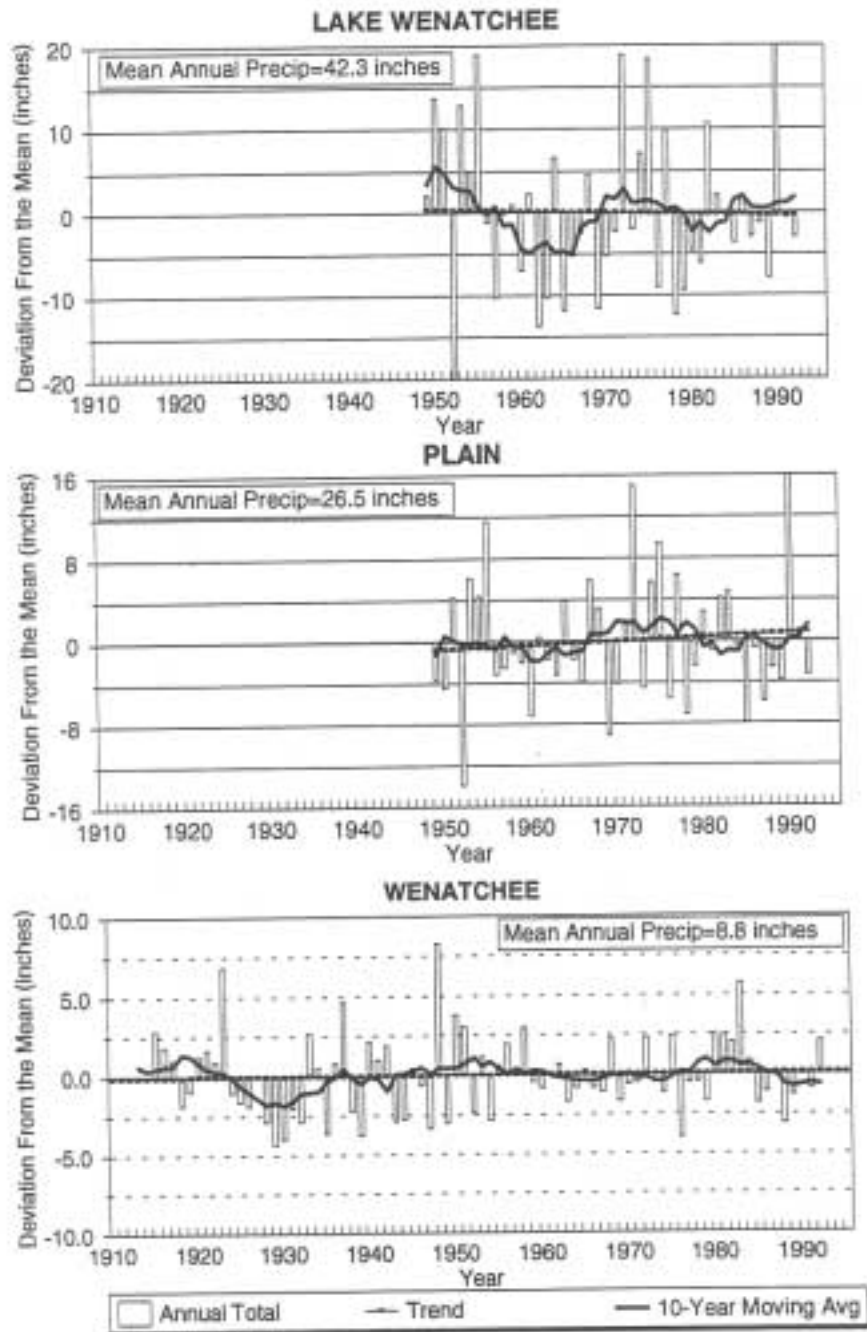 LAKE WENATCHEE
Mean Annual Precip=42.3 inches
Deviation From the Mean (inches)
20
10
0
-10
-20
1910 1920 1930 1940 1950 1960 1970 1980 1990
Year
PLAIN
Mean Annual Precip=26.5 inches
Deviation From the Mean (inches)
16
8
0
-8
-16
1910 1920 1930 1940 1950 1960 1970 1980 1990
Year
WENATCHEE
Mean Annual Precip=8.8 inches
Deviation From the Mean (Inches)
10.0
5.0
0.0
-5.0
-10.0
1910 1920 1930 1940 1950 1960 1970 1980 1990
Year
Annual Total Trend 10-Year Moving Avg